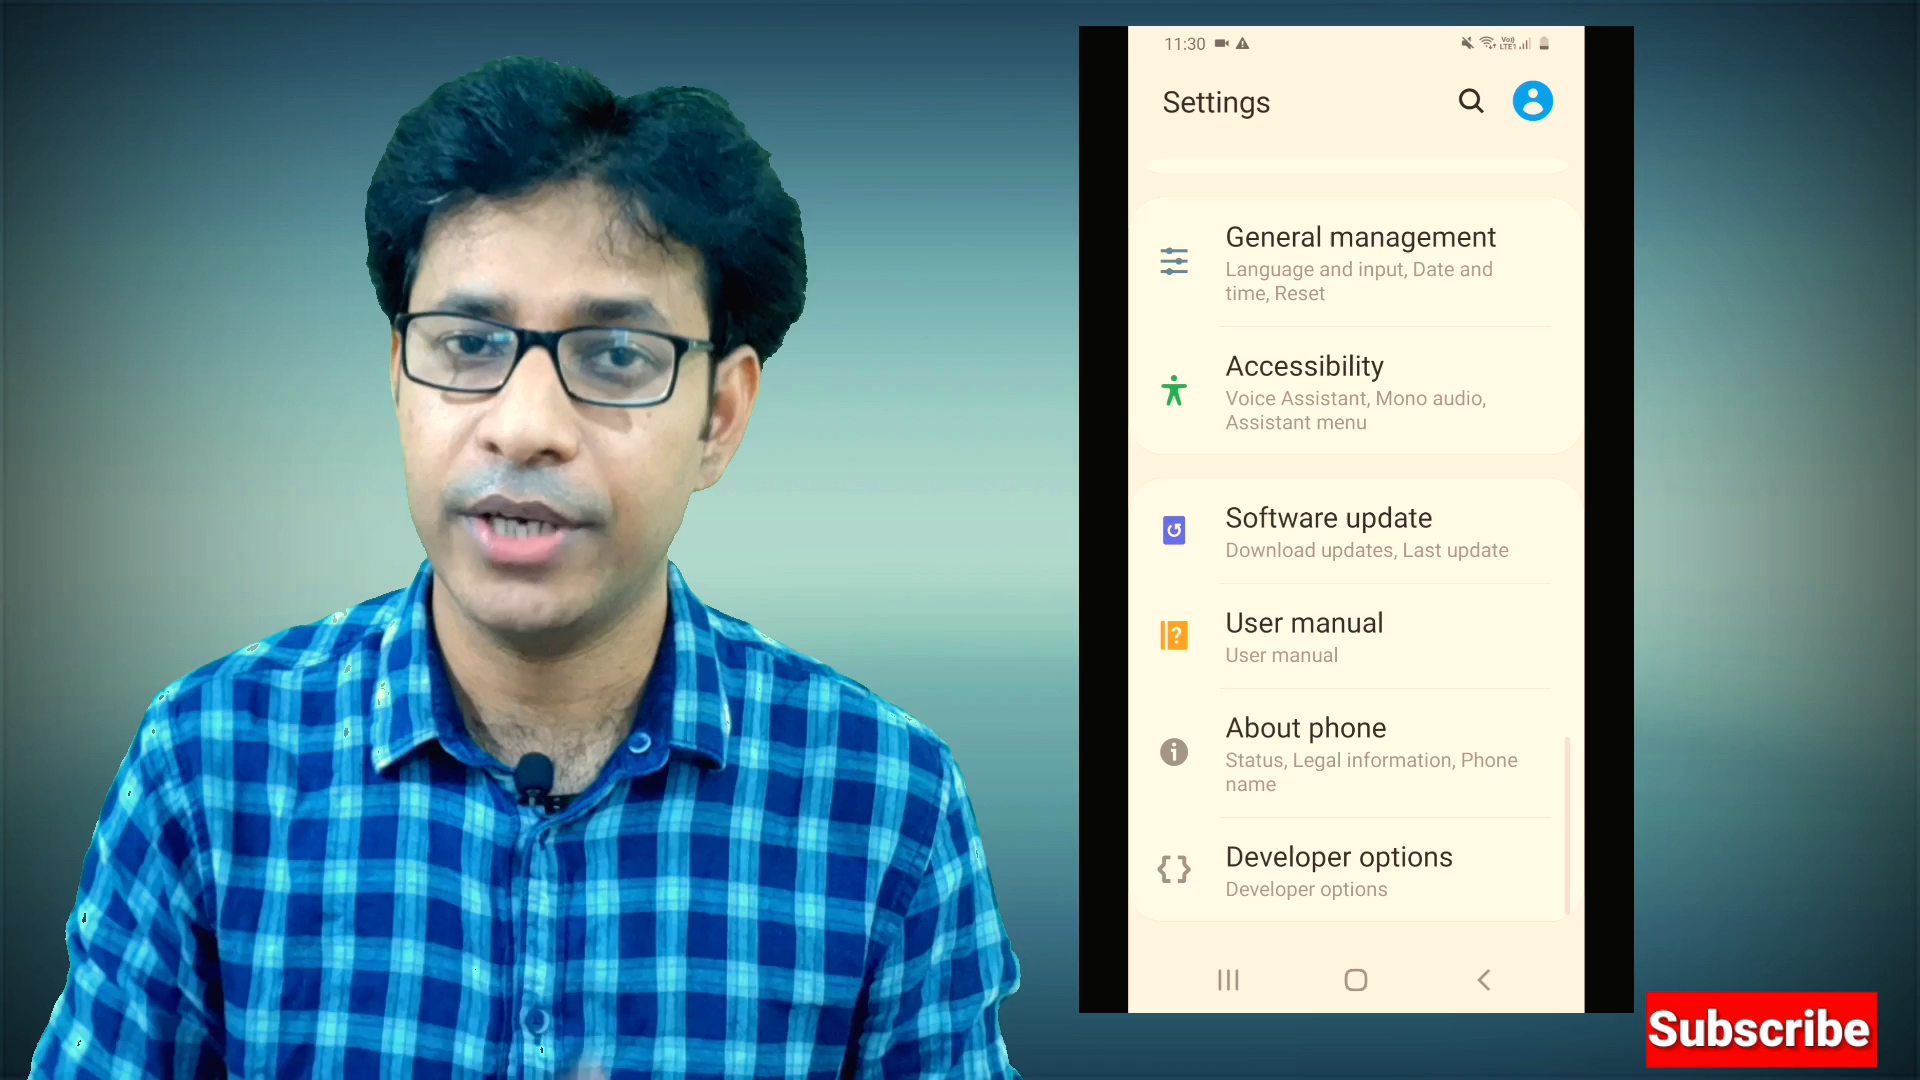 11:30
Vo)) LTE1
Settings
General management
Language and input, Date and
time, Reset
Accessibility
Voice Assistant, Mono audio,
Assistant menu
Software update
Download updates, Last update
User manual
User manual
About phone
Status, Legal information, Phone
name
Developer options
Developer options
Subscribe